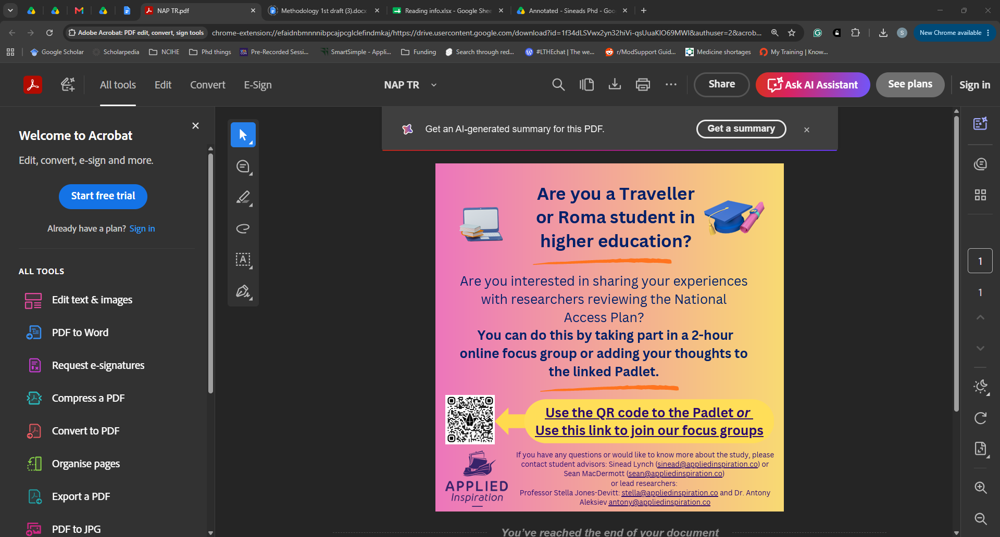 NAP TR.pdf
Methodology 1st draft (3).docx
Reading info.xlsx - Google She
Annotated - Sineads Phd - Goo
Adobe Acrobat: PDF edit, convert, sign tools
chrome-extension://efaidnbmnnnibpcajpcglclefindmkaj/https://drive.usercontent.google.com/download?id=1f34dLSVwx2yn32hiVi-qsUuaKlO69MWl&authuser=2&acrob...
S
New Chrome available
Google Scholar
Scholarpedia
NCIHE
Phd things
Pre-Recorded Sessi...
SmartSimple - Appli...
Funding
Search through red...
#LTHEchat | The we...
r/ModSupport Guid...
Medicine shortages
My Training | Know...
All tools
Edit
Convert
E-Sign
NAP TR
Share
Ask AI Assistant
See plans
Sign in
Welcome to Acrobat
Edit, convert, e-sign and more.
Start free trial
Already have a plan? Sign in
ALL TOOLS
Edit text & images
PDF to Word
Request e-signatures
Compress a PDF
Convert to PDF
Organise pages
Export a PDF
PDF to JPG
A
Get an AI-generated summary for this PDF.
Get a summary
Are you a Traveller
or Roma student in
higher education?
Are you interested in sharing your experiences
with researchers reviewing the National
Access Plan?
You can do this by taking part in a 2-hour
online focus group or adding your thoughts to
the linked Padlet.
Use the QR code to the Padlet or
Use this link to join our focus groups
If you have any questions or would like to know more about the study, please
contact student advisors: Sinead Lynch (sinead@appliedinspiration.co) or
Sean MacDermott (sean@appliedinspiration.co)
or lead researchers:
Professor Stella Jones-Devitt: stella@appliedinspiration.co and Dr. Antony
Aleksiev antony@appliedinspiration.co
APPLIED
Inspiration
You've reached the end of your document
1
1